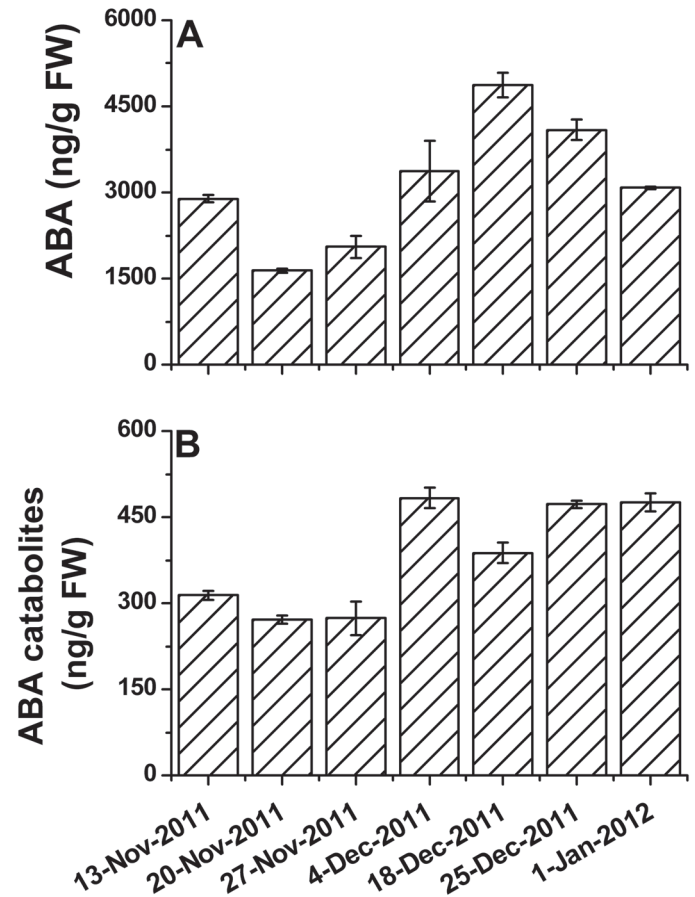 A
ABA (ng/g FW)
6000
4500
3000
1500
0
B
ABA catabolites
(ng/g FW)
600
450
300
150
0
13-Nov-2011
20-Nov-2011
27-Nov-2011
4-Dec-2011
18-Dec-2011
25-Dec-2011
1-Jan-2012